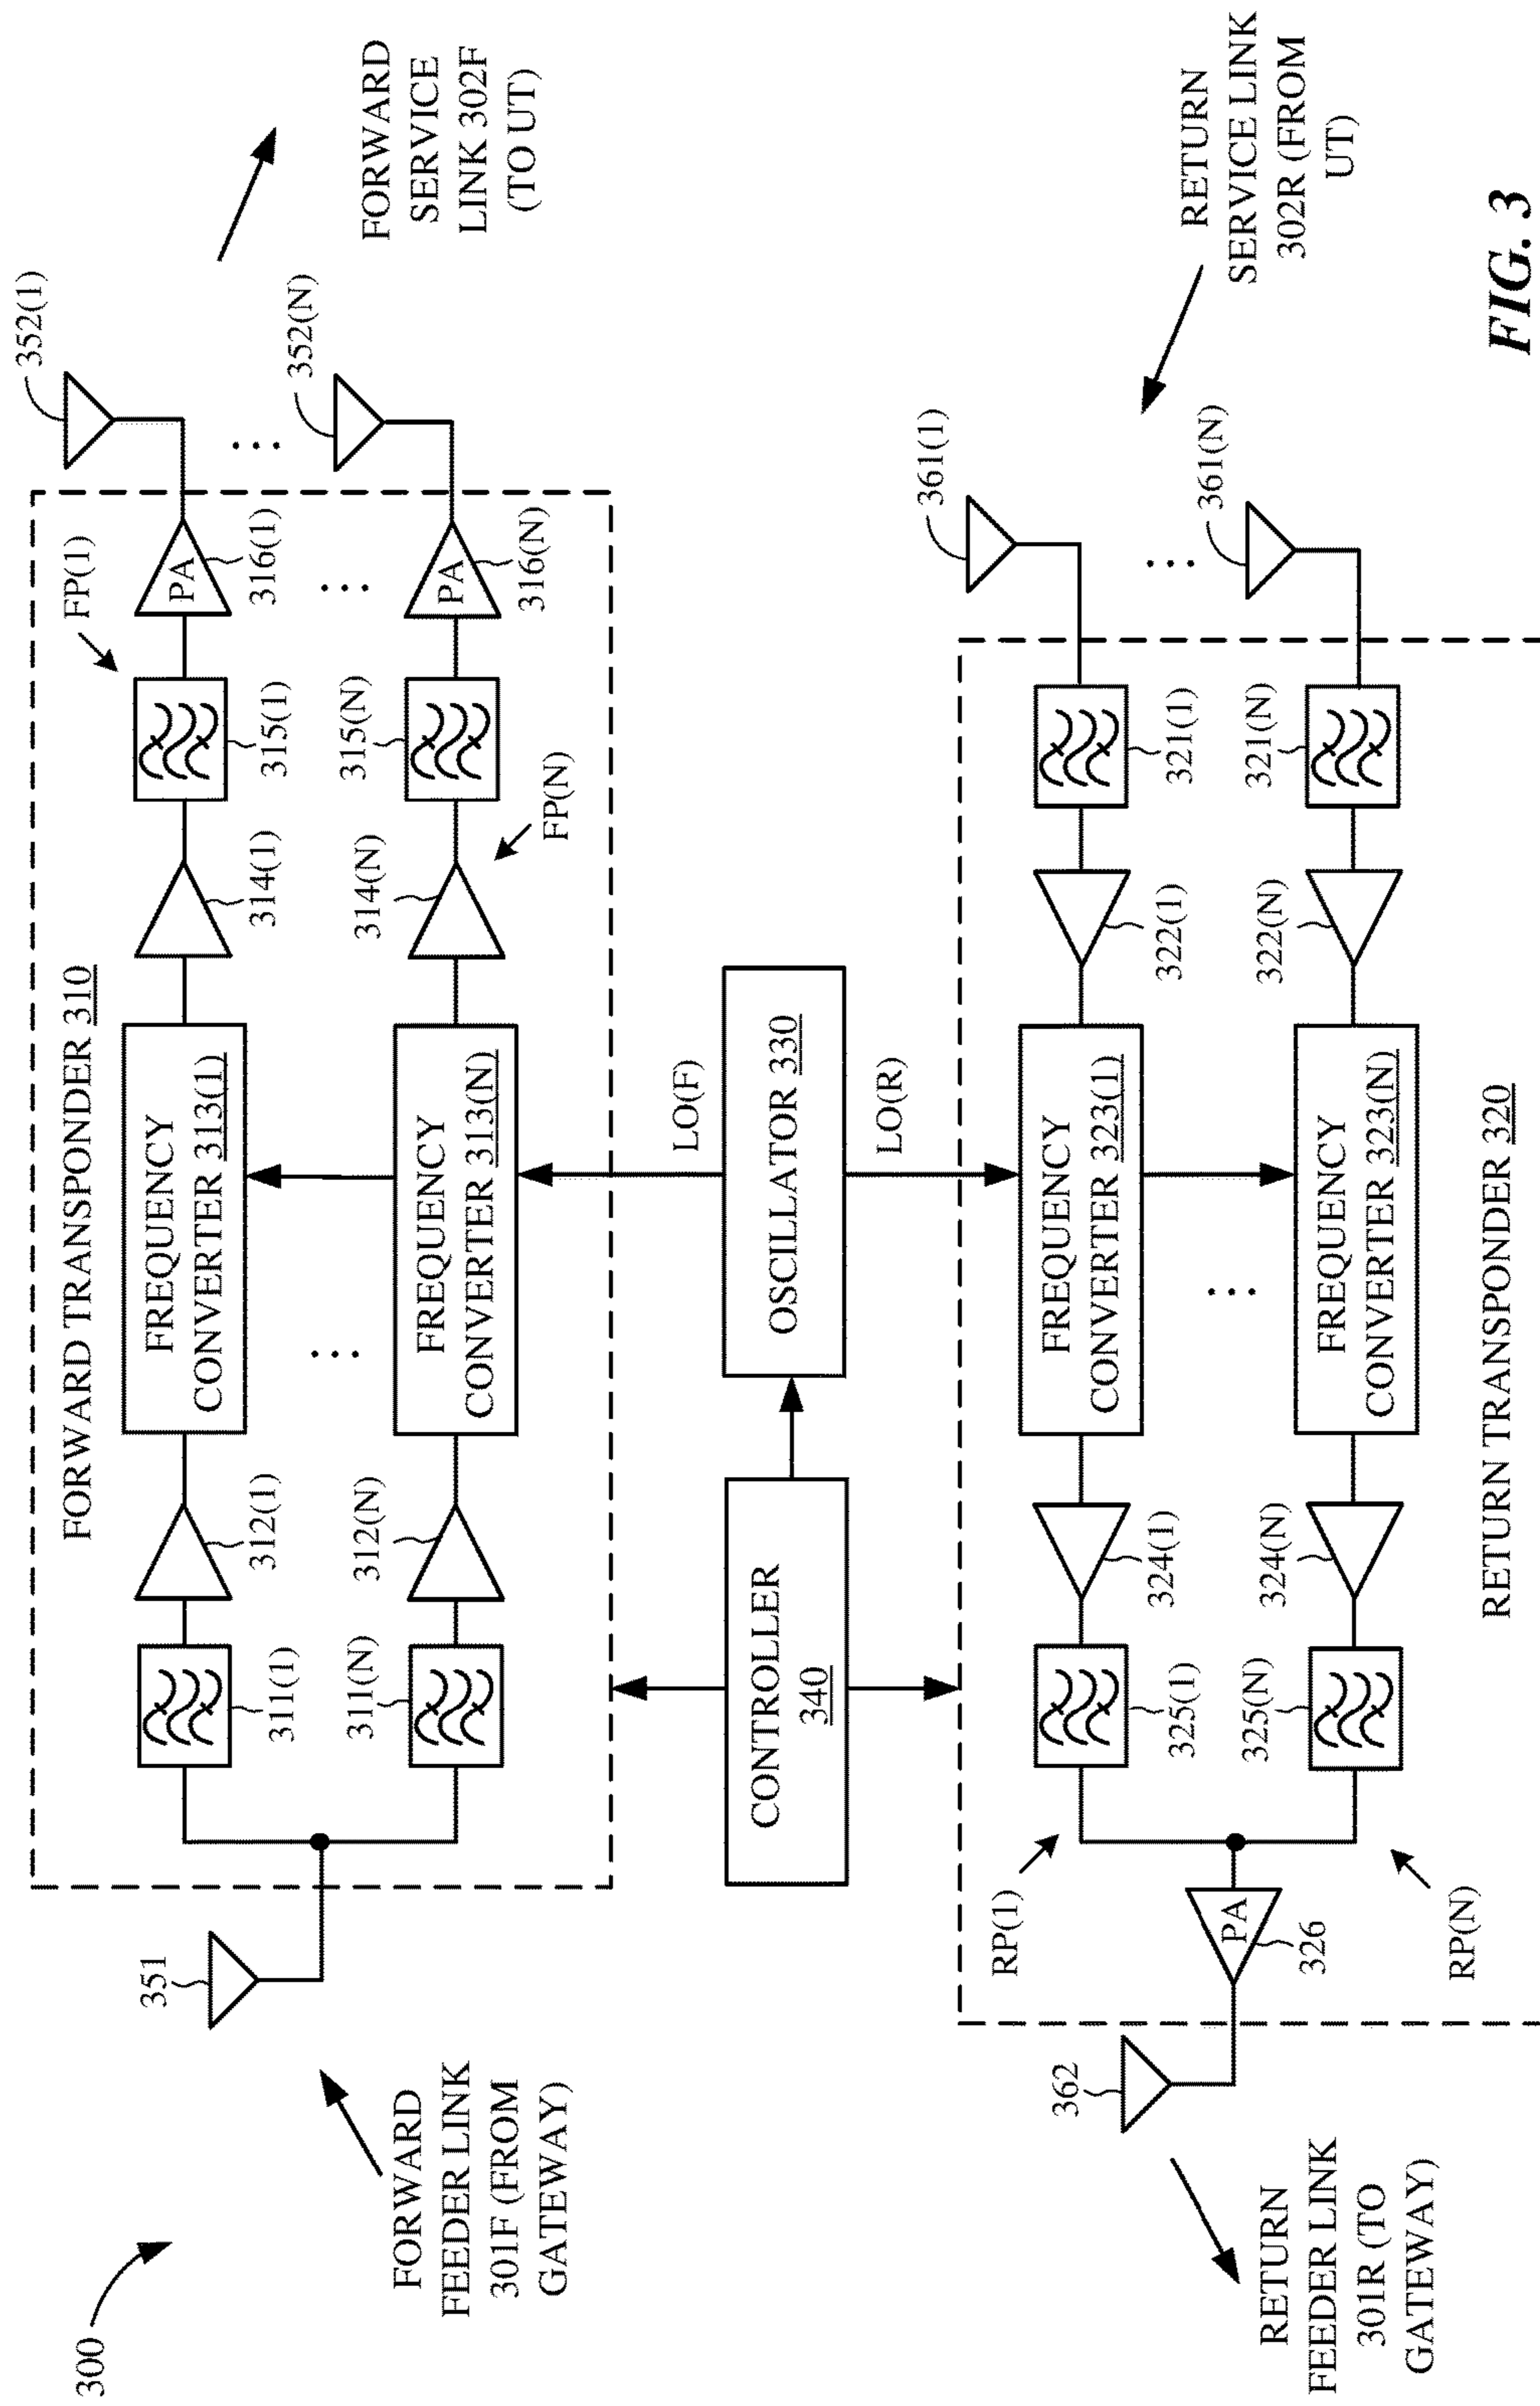 300
FORWARD
FEEDER LINK
301F (FROM
GATEWAY)
351
FORWARD TRANSPONDER 310
311(1)
312(1)
FREQUENCY
CONVERTER 313(1)
314(1)
315(1)
FP(1)
PA
316(1)
352(1)
...
...
...
311(N)
312(N)
FREQUENCY
CONVERTER 313(N)
314(N)
315(N)
FP(N)
PA
316(N)
352(N)
FORWARD
SERVICE
LINK 302F
(TO UT)
LO(F)
CONTROLLER
340
OSCILLATOR 330
LO(R)
RETURN
FEEDER LINK
301R (TO
GATEWAY)
362
PA
326
RP(1)
325(1)
324(1)
FREQUENCY
CONVERTER 323(1)
322(1)
321(1)
361(1)
...
...
RP(N)
325(N)
324(N)
FREQUENCY
CONVERTER 323(N)
322(N)
321(N)
361(N)
RETURN
SERVICE LINK
302R (FROM
UT)
RETURN TRANSPONDER 320
FIG. 3